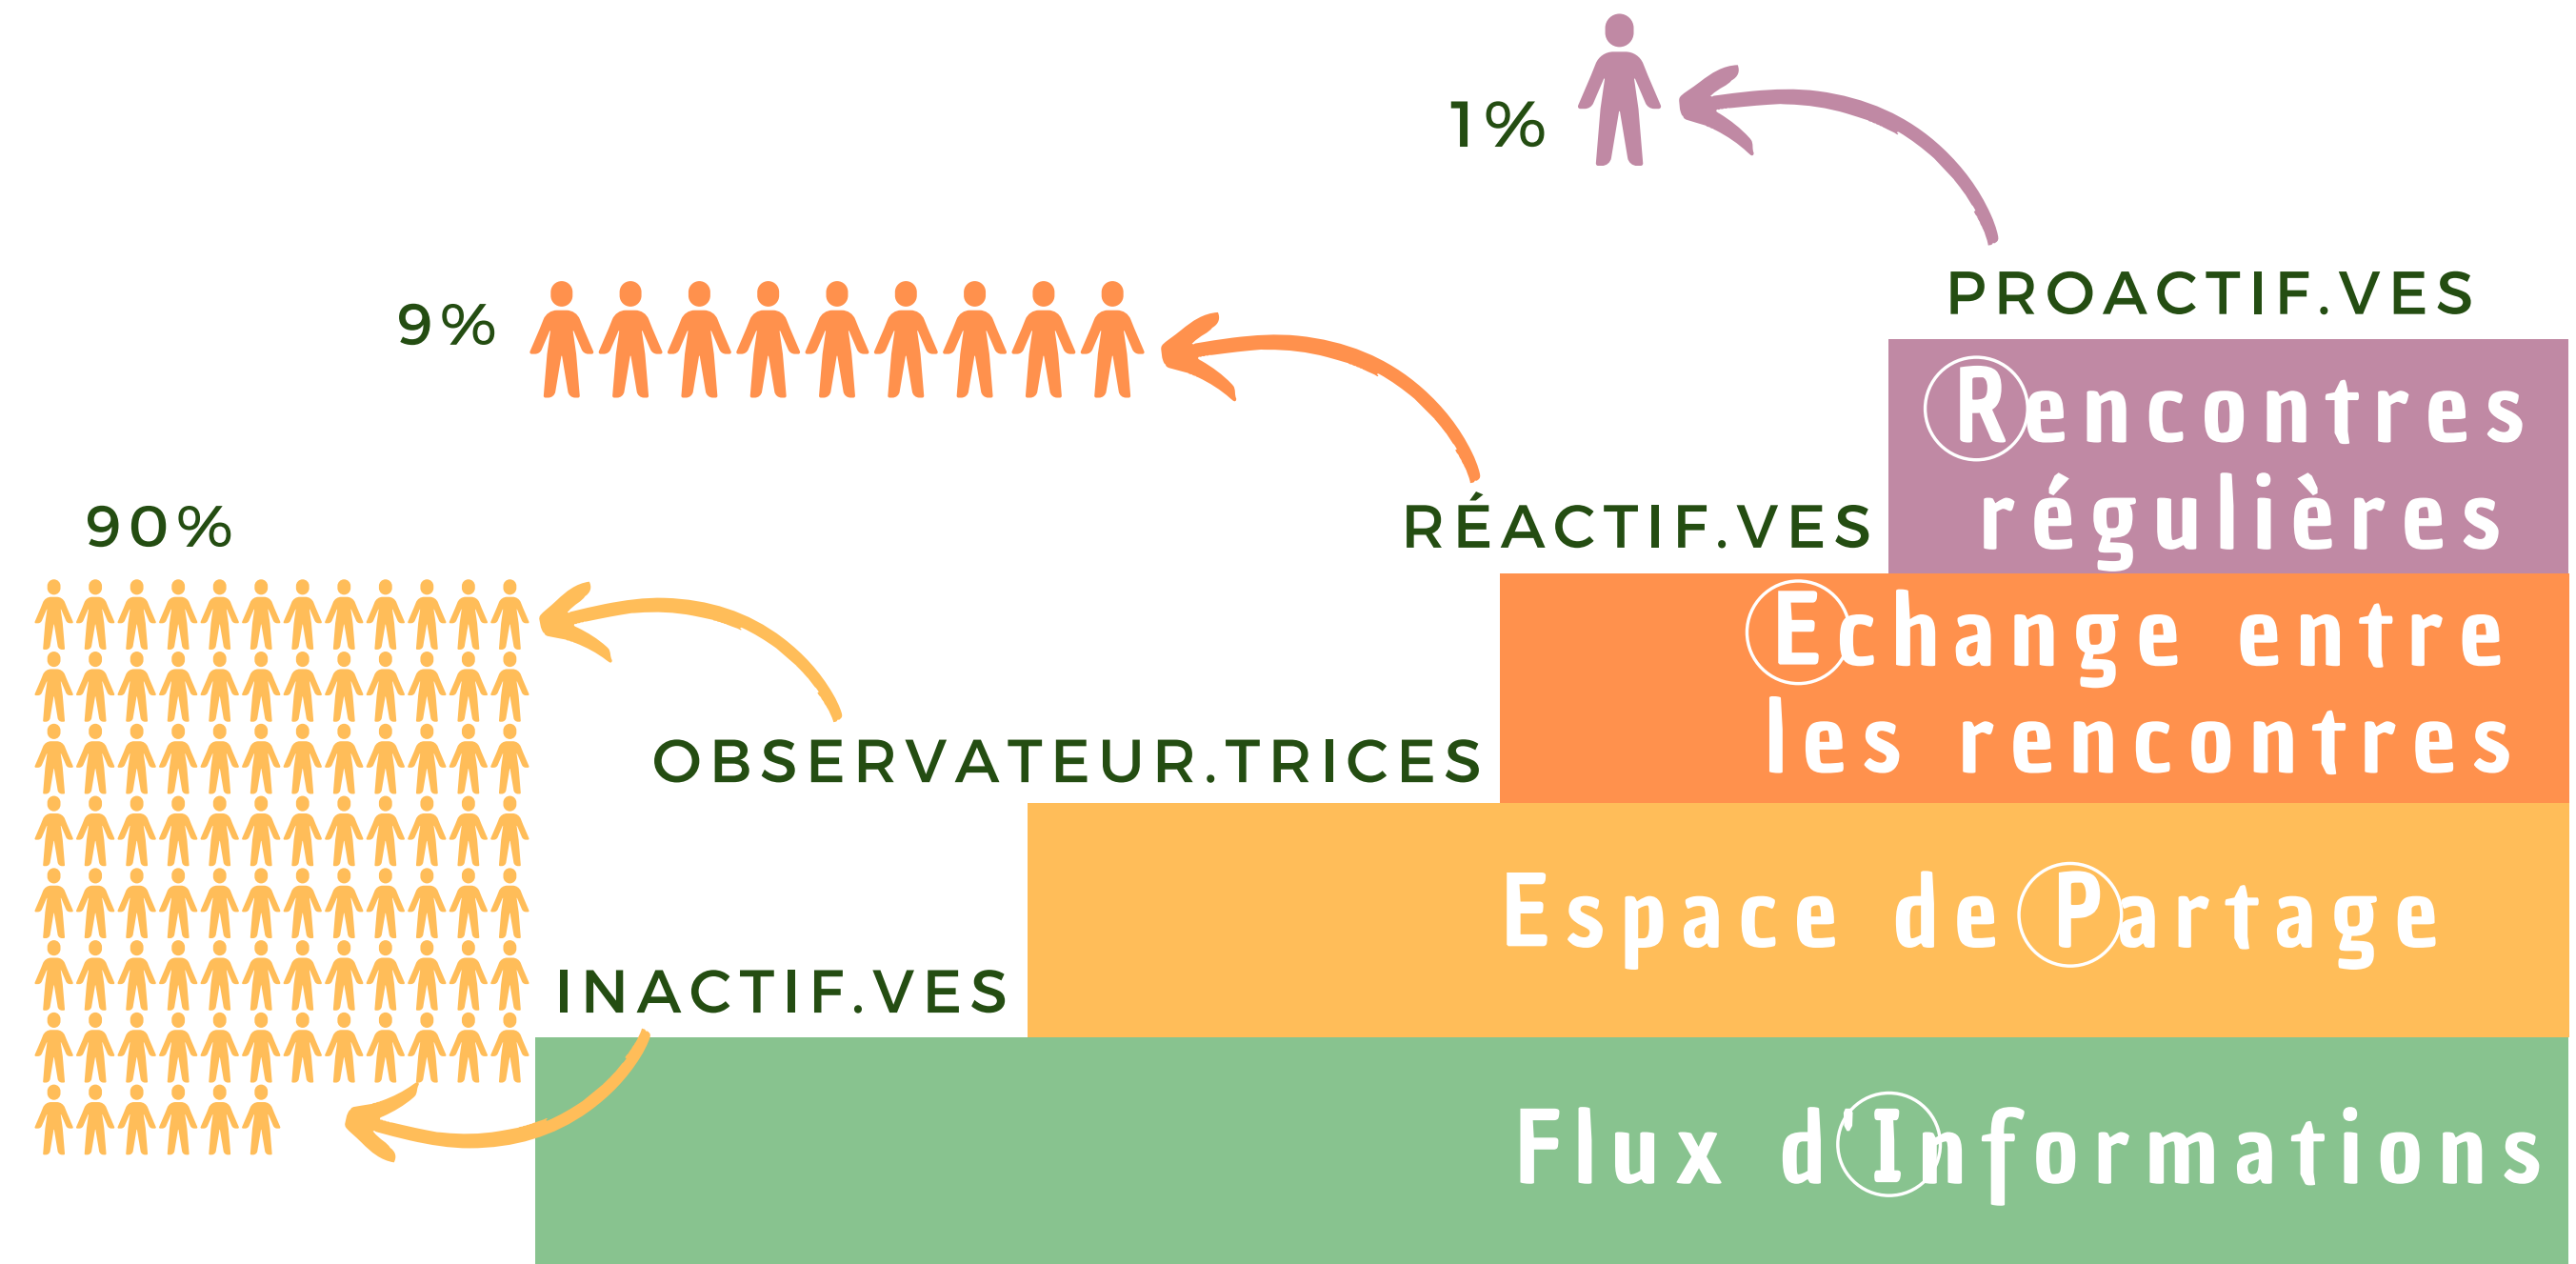 1%
PROACTIF.VES
9%
Rencontres
régulières
90%
RÉACTIF.VES
Echange entre
les rencontres
OBSERVATEUR.TRICES
Espace de Partage
INACTIF.VES
Flux d'Informations